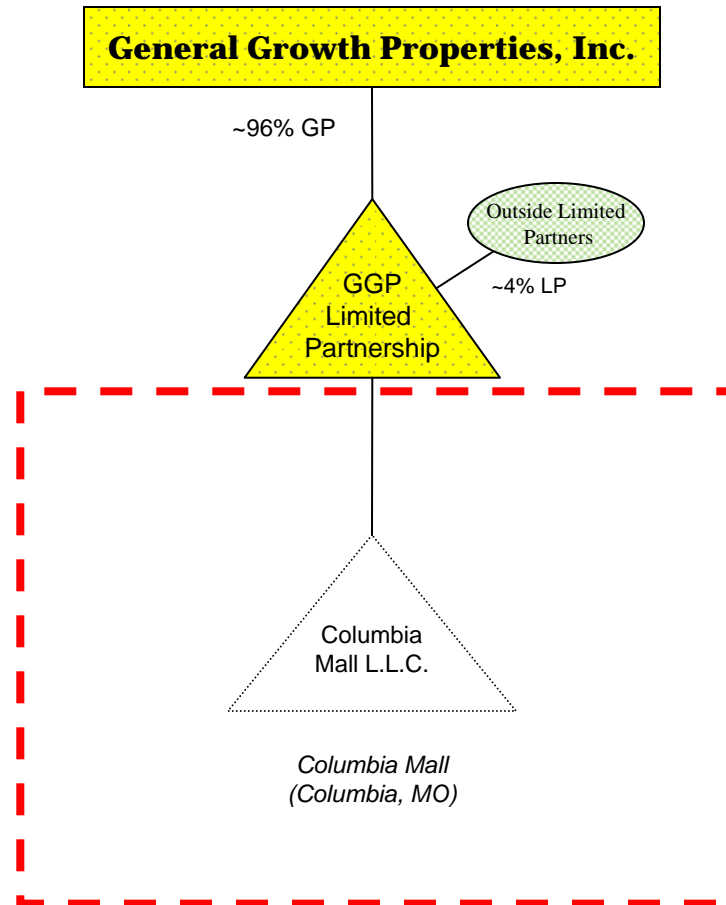 General Growth Properties, Inc.
~96% GP
Outside Limited
Partners
~4% LP
GGP
Limited
Partnership
Columbia
Mall L.L.C.
Columbia Mall
(Columbia, MO)